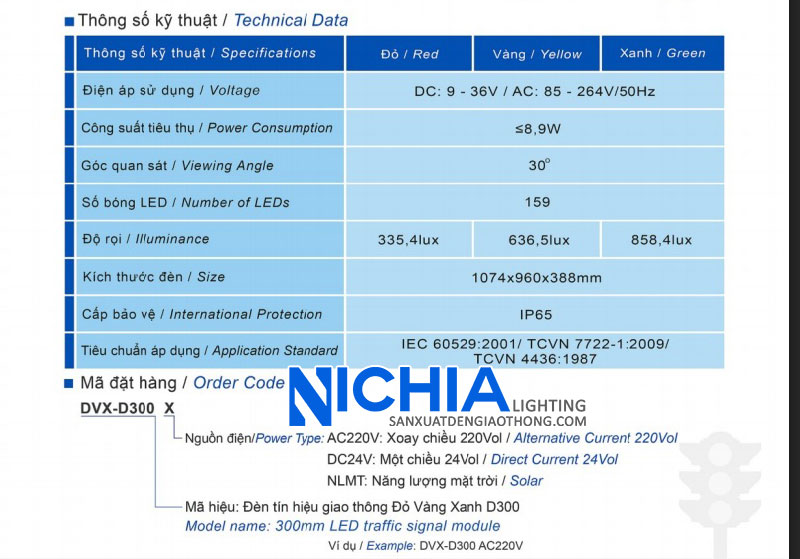 Thông số kỹ thuật / Technical Data
Thông số kỹ thuật / Specifications Đỏ / Red Vàng / Yellow Xanh / Green
Điện áp sử dụng / Voltage DC: 9 - 36V / AC: 85 - 264V/50Hz
Công suất tiêu thụ / Power Consumption ≤8,9W
Góc quan sát / Viewing Angle 30°
Số bóng LED / Number of LEDs 159
Độ rọi / Illuminance 335,4lux 636,5lux 858,4lux
Kích thước đèn / Size 1074x960x388mm
Cấp bảo vệ / International Protection IP65
Tiêu chuẩn áp dụng / Application Standard IEC 60529:2001/ TCVN 7722-1:2009/
TCVN 4436:1987
Mã đặt hàng / Order Code
NICHIA LIGHTING
SANXUATDENGIAOTHONG.COM
DVX-D300 X
Nguồn điện/Power Type: AC220V: Xoay chiều 220Vol / Alternative Current 220Vol
DC24V: Một chiều 24Vol / Direct Current 24Vol
NLMT: Năng lượng mặt trời / Solar
Mã hiệu: Đèn tín hiệu giao thông Đỏ Vàng Xanh D300
Model name: 300mm LED traffic signal module
Ví dụ / Example: DVX-D300 AC220V